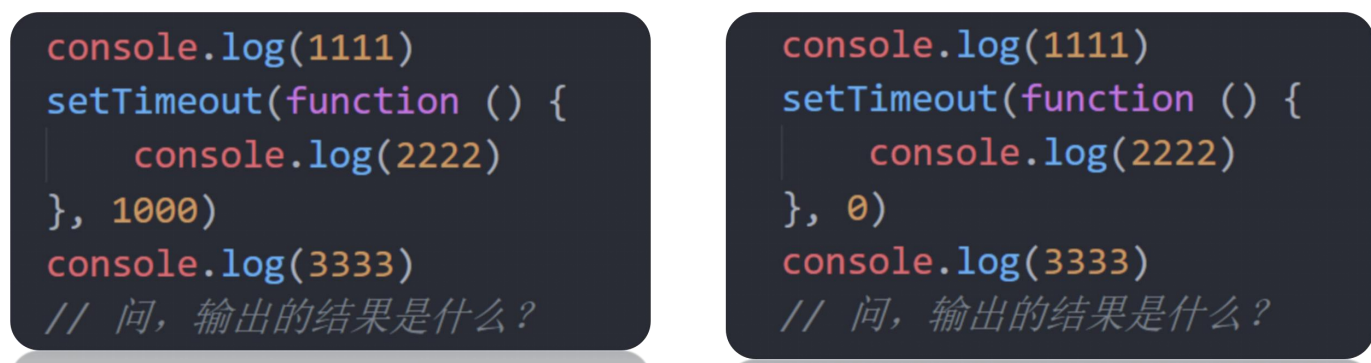 console.log(1111)
setTimeout(function () {
    console.log(2222)
}, 1000)
console.log(3333)
// 问，输出的结果是什么？
console.log(1111)
setTimeout(function () {
    console.log(2222)
}, 0)
console.log(3333)
// 问，输出的结果是什么？